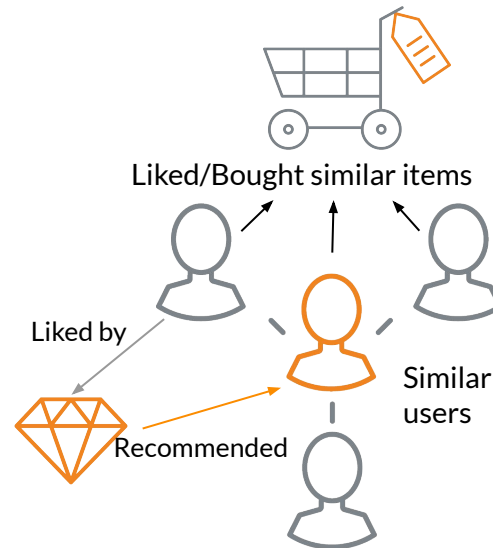 Liked/Bought similar items
Liked by
Similar
users
Recommended